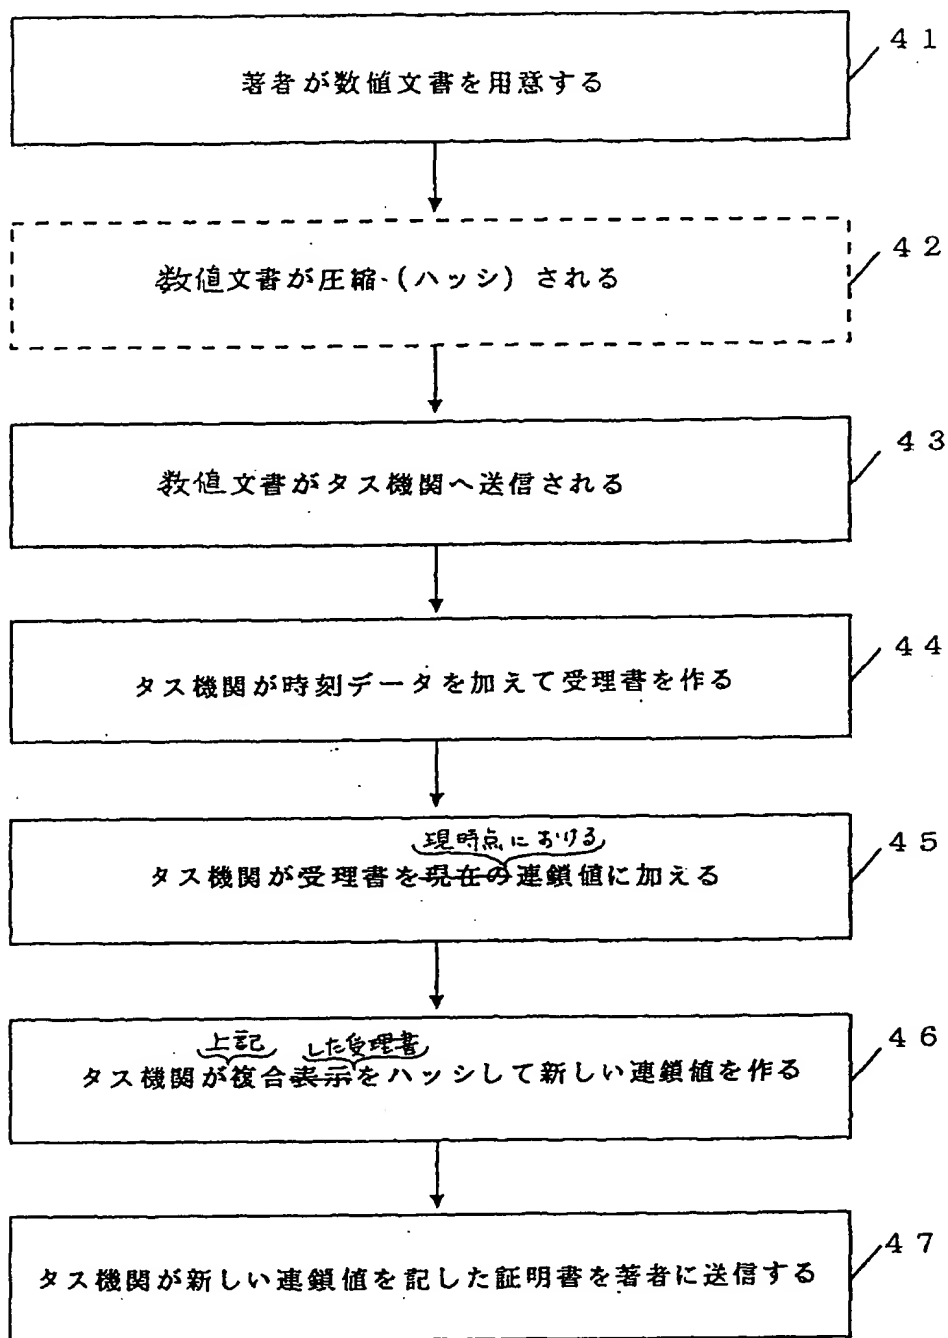 41
著者が数値文書を用意する
42
数値文書が圧縮(ハッシ)される
43
数値文書がタス機関へ送信される
44
タス機関が時刻データを加えて受理書を作る
45
現時点における
タス機関が受理書を現在の連鎖値に加える
46
上記 した受理書
タス機関が複合表示をハッシして新しい連鎖値を作る
47
タス機関が新しい連鎖値を記した証明書を著者に送信する